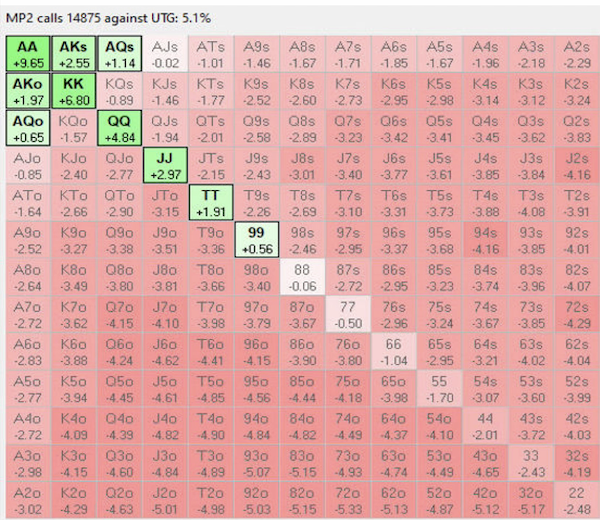 MP2 calls 14875 against UTG: 5.1%
AA AKs AQs AJs ATs A9s A8s A7s A6s A5s A4s A3s A2s
+9.65 +2.55 +1.14 -0.02 -1.01 -1.46 -1.67 -1.71 -1.85 -1.67 -1.96 -2.18 -2.29
AKo KK KQs KJs KTs K9s K8s K7s K6s K5s K4s K3s K2s
+1.97 +6.80 -0.89 -1.46 -1.77 -2.52 -2.60 -2.73 -2.95 -2.98 -3.14 -3.12 -3.24
AQo KQo QQ QJs QTs Q9s Q8s Q7s Q6s Q5s Q4s Q3s Q2s
+0.65 -1.57 +4.84 -1.94 -2.01 -2.58 -2.89 -3.23 -3.42 -3.41 -3.45 -3.62 -3.83
AJo KJo QJo JJ JTs J9s J8s J7s J6s J5s J4s J3s J2s
-0.85 -2.40 -2.77 +2.97 -2.15 -2.43 -3.01 -3.40 -3.77 -3.61 -3.85 -3.84 -4.16
ATo KTo QTo JTo TT T9s T8s T7s T6s T5s T4s T3s T2s
-1.64 -2.66 -2.90 -3.15 +1.91 -2.26 -2.69 -3.10 -3.31 -3.73 -3.88 -4.08 -3.91
A9o K9o Q9o J9o T9o 99 98s 97s 96s 95s 94s 93s 92s
-2.52 -3.27 -3.38 -3.51 -3.36 +0.56 -2.46 -2.95 -3.37 -3.68 -4.16 -3.85 -4.01
A8o K8o Q8o J8o T8o 98o 88 87s 86s 85s 84s 83s 82s
-2.64 -3.49 -3.80 -3.81 -3.66 -3.40 -0.06 -2.72 -2.95 -3.23 -3.74 -3.96 -4.07
A7o K7o Q7o J7o T7o 97o 87o 77 76s 75s 74s 73s 72s
-2.72 -3.62 -4.15 -4.10 -3.98 -3.79 -3.67 -0.50 -2.96 -3.24 -3.67 -3.85 -4.29
A6o K6o Q6o J6o T6o 96o 86o 76o 66 65s 64s 63s 62s
-2.83 -3.88 -4.24 -4.62 -4.41 -4.15 -3.90 -3.80 -1.04 -2.95 -3.21 -4.02 -4.04
A5o K5o Q5o J5o T5o 95o 85o 75o 65o 55 54s 53s 52s
-2.77 -3.94 -4.45 -4.61 -4.85 -4.56 -4.44 -4.18 -3.98 -1.70 -3.07 -3.60 -3.99
A4o K4o Q4o J4o T4o 94o 84o 74o 64o 54o 44 43s 42s
-2.72 -4.09 -4.39 -4.82 -4.90 -4.84 -4.82 -4.49 -4.37 -4.10 -2.01 -3.72 -4.03
A3o K3o Q3o J3o T3o 93o 83o 73o 63o 53o 43o 33 32s
-2.98 -4.15 -4.60 -4.84 -4.89 -5.07 -5.15 -4.93 -4.74 -4.49 -4.65 -2.43 -4.19
A2o K2o Q2o J2o T2o 92o 82o 72o 62o 52o 42o 32o 22
-3.02 -4.29 -4.63 -5.01 -4.98 -5.03 -5.15 -5.33 -5.13 -4.87 -5.12 -5.17 -2.48